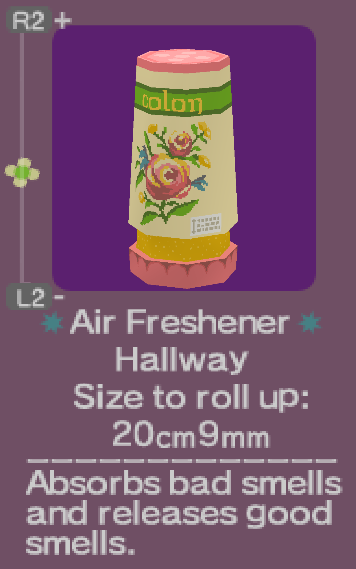 R2 +
colon
L2 -
Air Freshener
Hallway
Size to roll up:
20cm9mm
Absorbs bad smells
and releases good
smells.